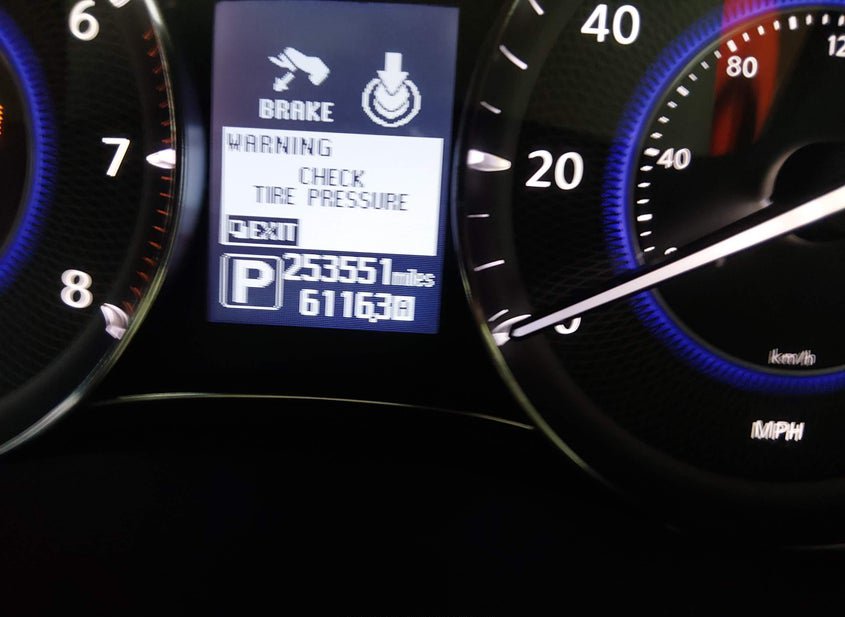 6
7
8
BRAKE
WARNING
CHECK
TIRE PRESSURE
EXIT
P 253551 miles
6116.3 A
40
20
0
80
40
km/h
MPH